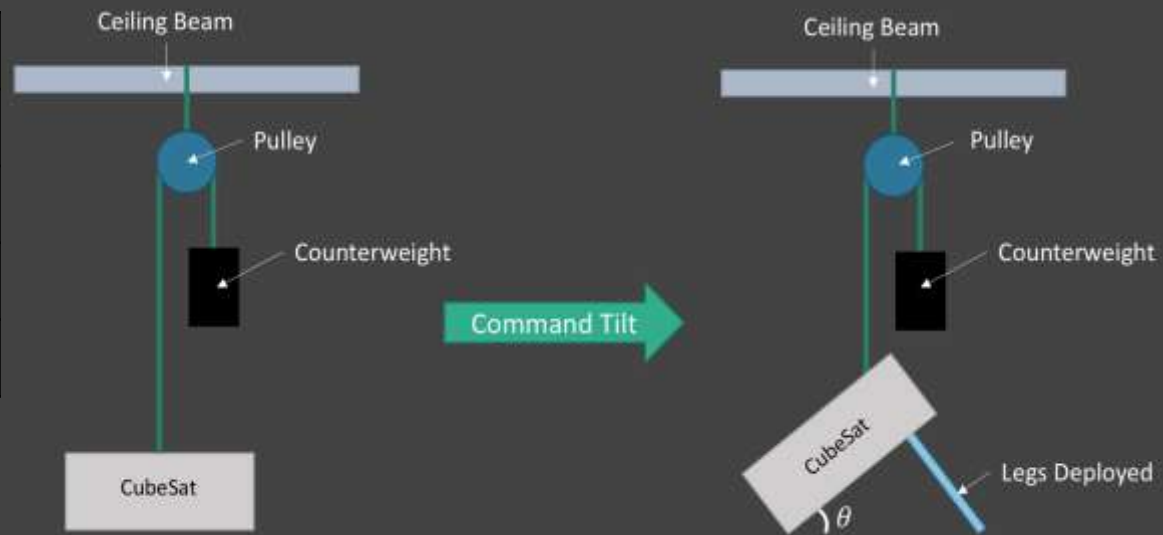 Ceiling Beam
Pulley
Counterweight
CubeSat
Command Tilt
Ceiling Beam
Pulley
Counterweight
CubeSat
Legs Deployed
θ